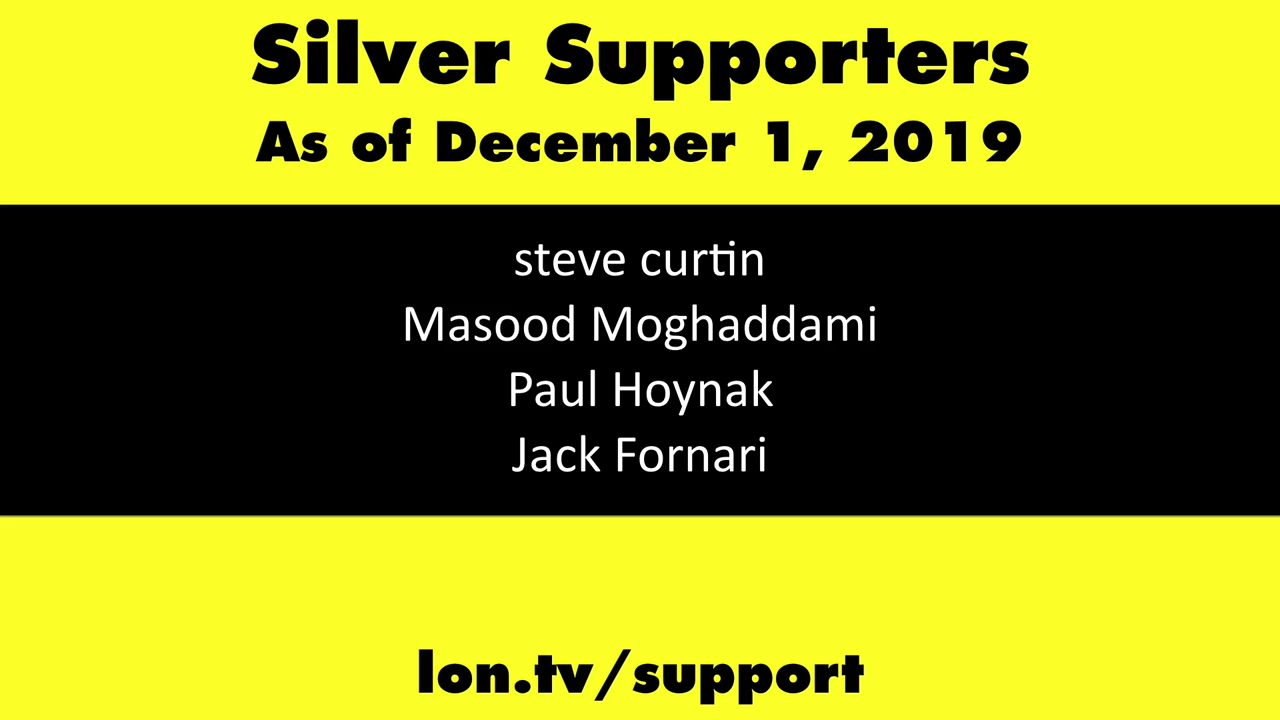 Silver Supporters
As of December 1, 2019
steve curtin
Masood Moghaddami
Paul Hoynak
Jack Fornari
lon.tv/support